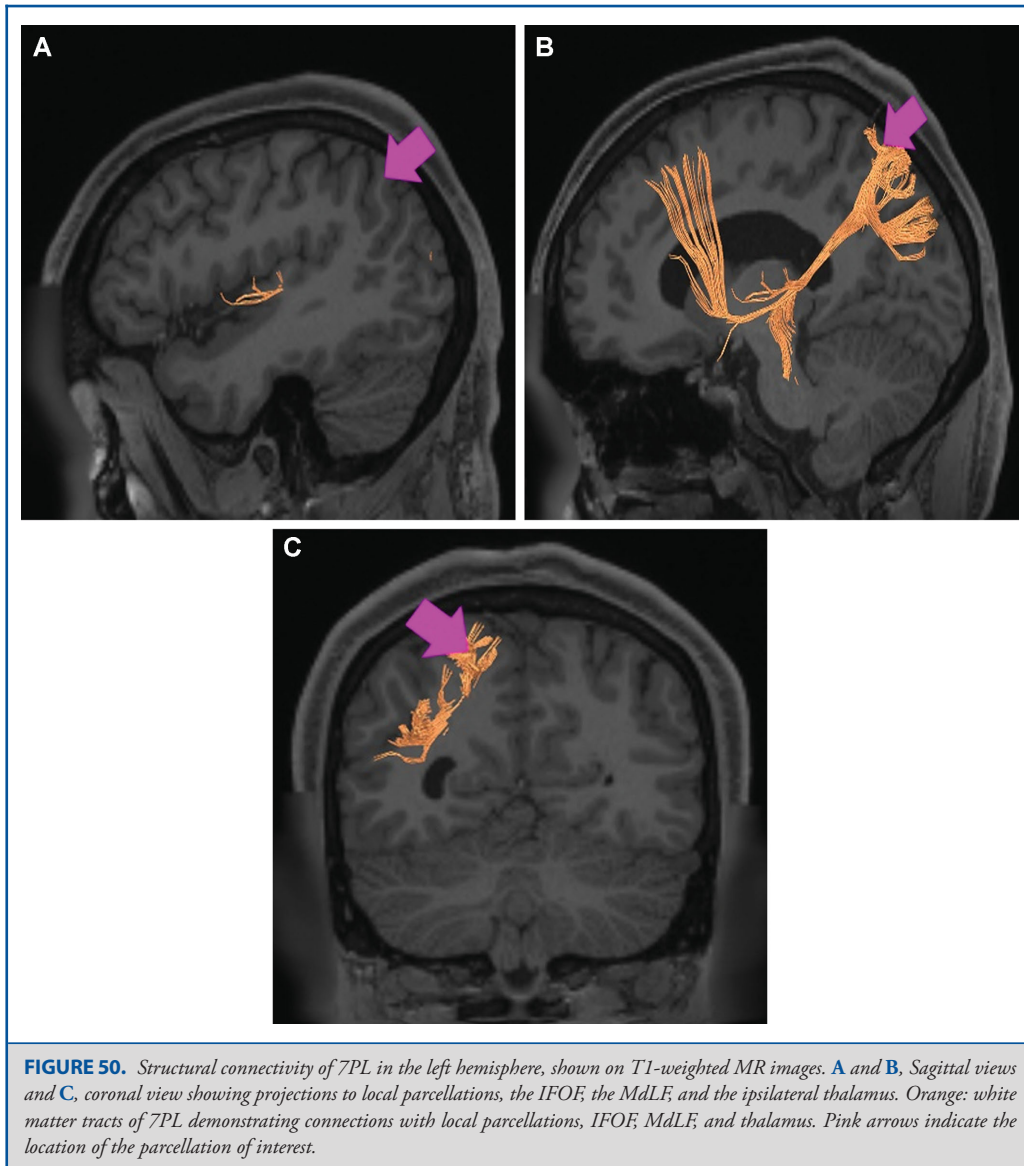 A
B
C
FIGURE 50. Structural connectivity of 7PL in the left hemisphere, shown on T1-weighted MR images. A and B, Sagittal views
and C, coronal view showing projections to local parcellations, the IFOF, the MdLF, and the ipsilateral thalamus. Orange: white
matter tracts of 7PL demonstrating connections with local parcellations, IFOF, MdLF, and thalamus. Pink arrows indicate the
location of the parcellation of interest.